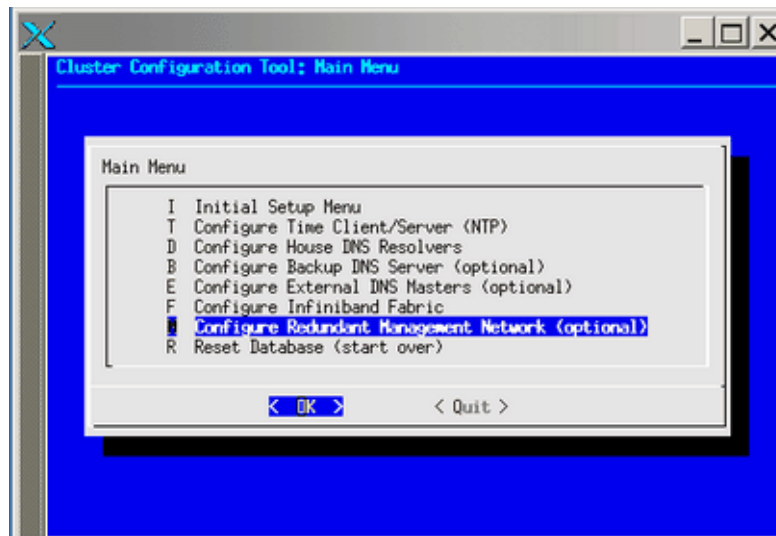 Cluster Configuration Tool: Main Menu
Main Menu
I Initial Setup Menu
T Configure Time Client/Server (NTP)
D Configure House DNS Resolvers
B Configure Backup DNS Server (optional)
E Configure External DNS Masters (optional)
F Configure Infiniband Fabric
Configure Redundant Management Network (optional)
R Reset Database (start over)
< OK > < Quit >